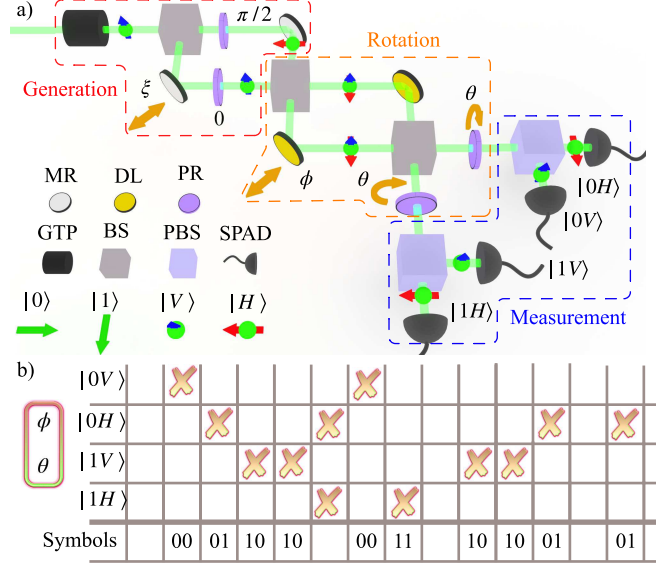 a)
π/2
Generation
Rotation
ξ
0
θ
ϕ
θ
MR DL PR
GTP BS PBS SPAD
|0⟩ |1⟩ |V⟩ |H⟩
|0H⟩
|0V⟩
|1V⟩
|1H⟩
Measurement
b)
ϕ
θ
|0V⟩
|0H⟩
|1V⟩
|1H⟩
Symbols 00 01 10 10 00 11 10 10 01 01